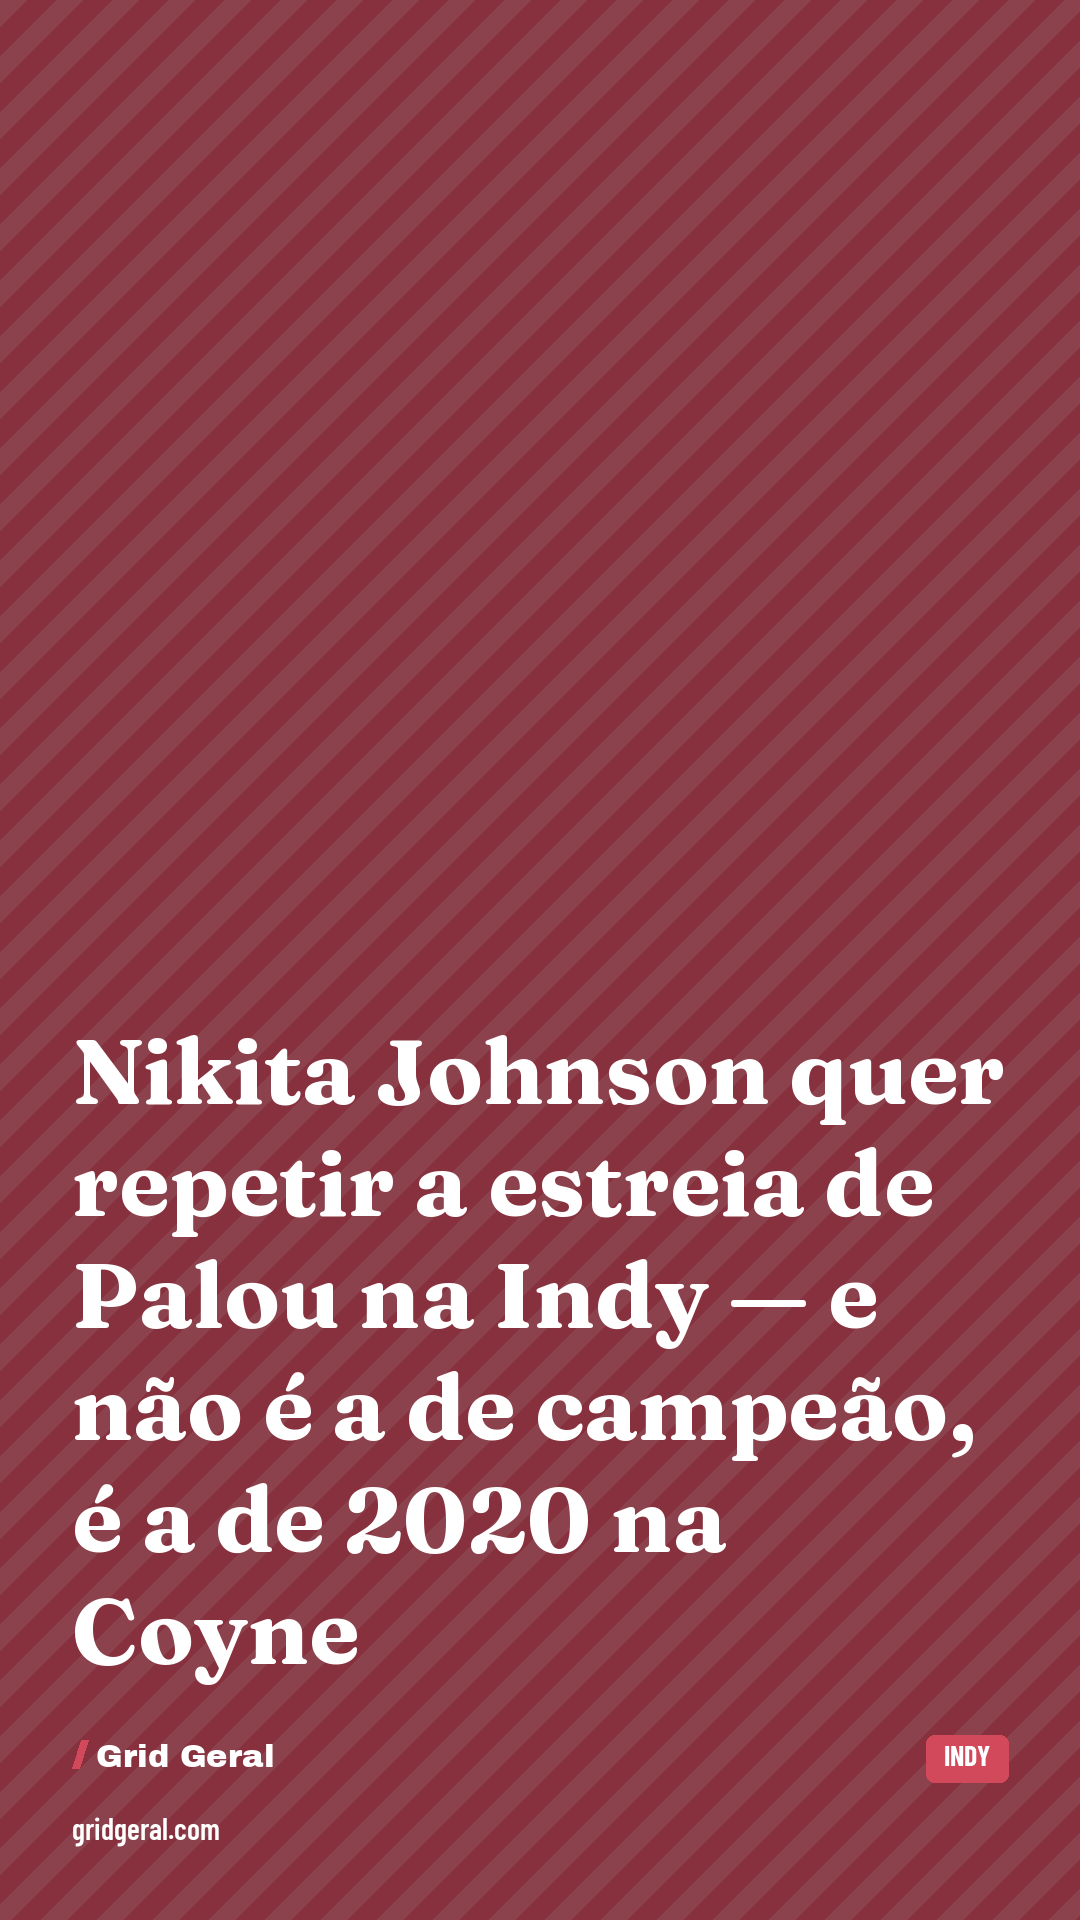 Nikita Johnson quer
repetir a estreia de
Palou na Indy — e
não é a de campeão,
é a de 2020 na
Coyne
/ Grid Geral
INDY
gridgeral.com